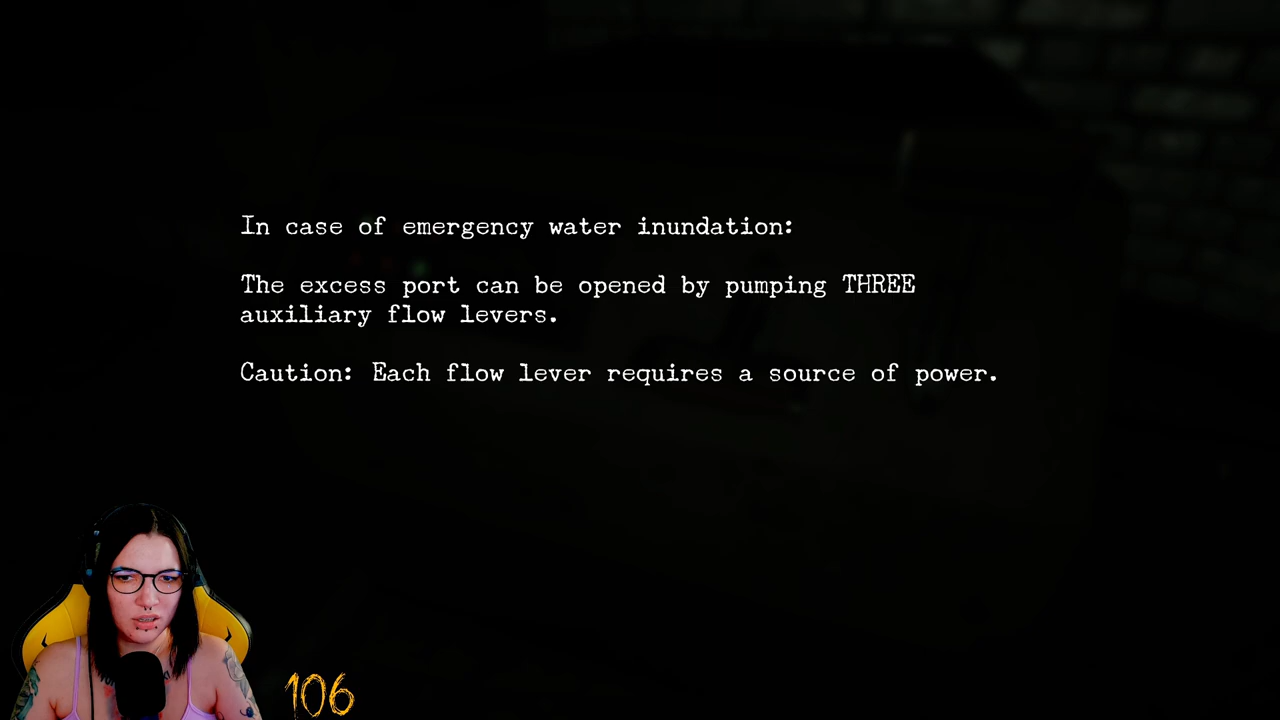 In case of emergency water inundation:
The excess port can be opened by pumping THREE
auxiliary flow levers.
Caution: Each flow lever requires a source of power.
106